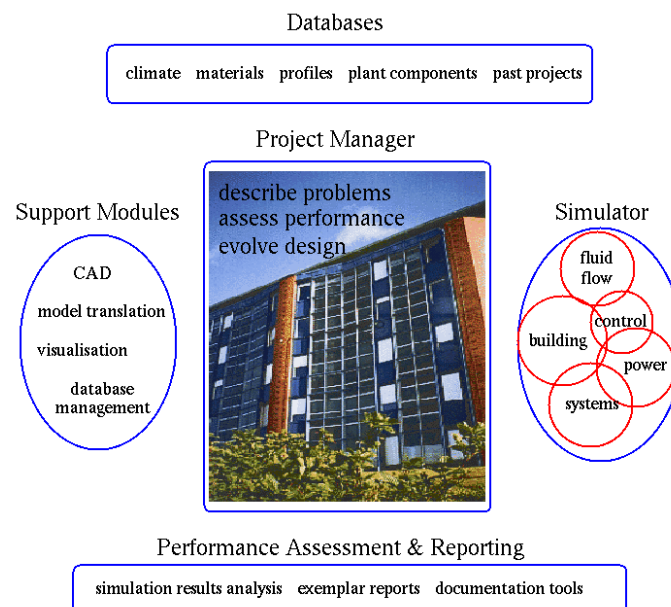 Databases
climate materials profiles plant components past projects
Project Manager
describe problems
assess performance
evolve design
Support Modules
CAD
model translation
visualisation
database
management
Simulator
fluid
flow
control
building
power
systems
Performance Assessment & Reporting
simulation results analysis exemplar reports documentation tools